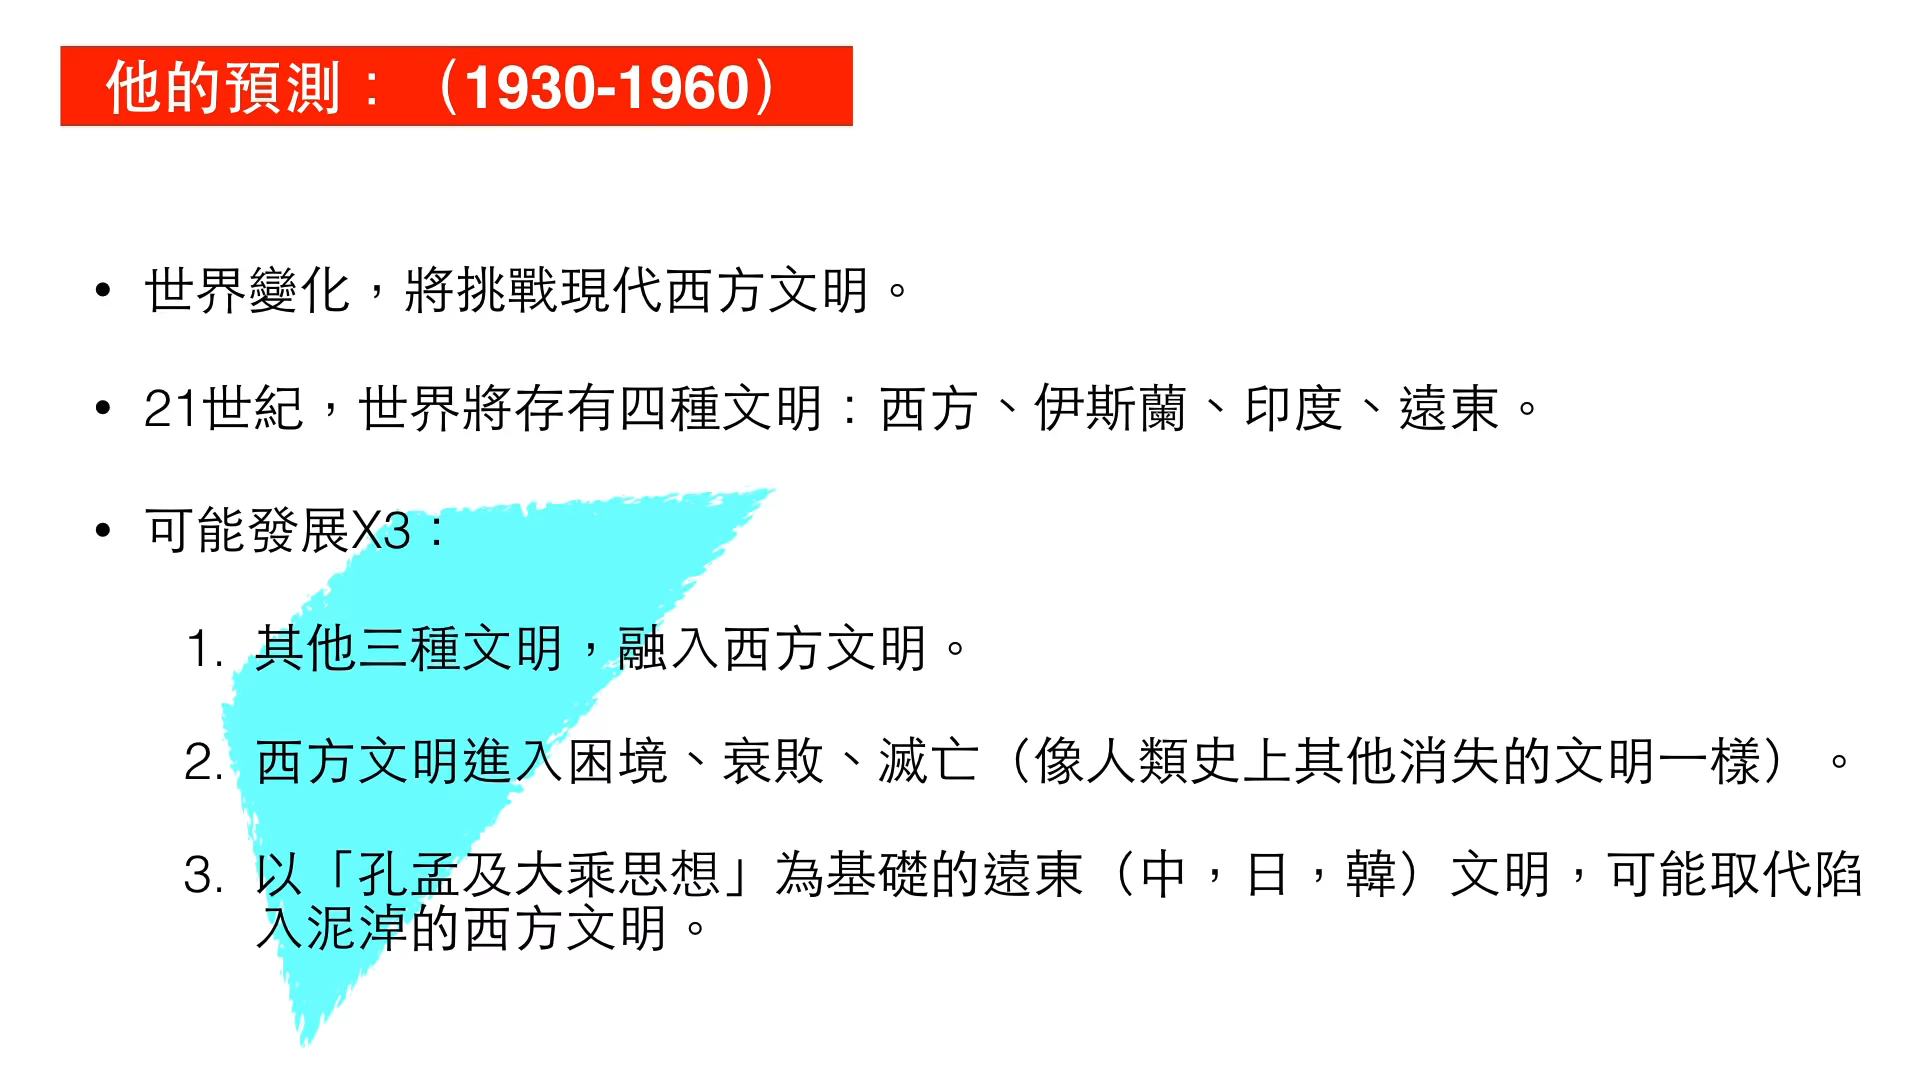 他的預測：（1930-1960）
• 世界變化，將挑戰現代西方文明。
• 21世紀，世界將存有四種文明：西方、伊斯蘭、印度、遠東。
• 可能發展X3：
1. 其他三種文明，融入西方文明。
2. 西方文明進入困境、衰敗、滅亡（像人類史上其他消失的文明一樣）。
3. 以「孔孟及大乘思想」為基礎的遠東（中，日，韓）文明，可能取代陷
入泥淖的西方文明。